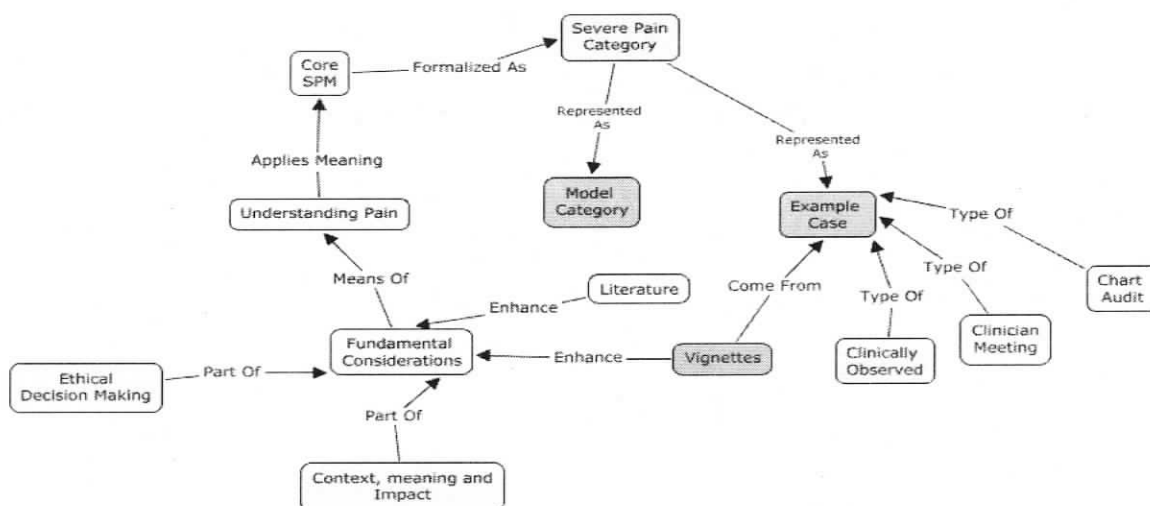 Severe Pain
Category
Core
SPM
Formalized As
Represented
As
Represented
As
Applies Meaning
Model
Category
Example
Case
Understanding Pain
Type Of
Type Of
Chart
Audit
Means Of
Literature
Come From
Type Of
Enhance
Clinician
Meeting
Fundamental
Considerations
Enhance
Vignettes
Clinically
Observed
Ethical
Decision Making
Part Of
Part Of
Context, meaning and
Impact